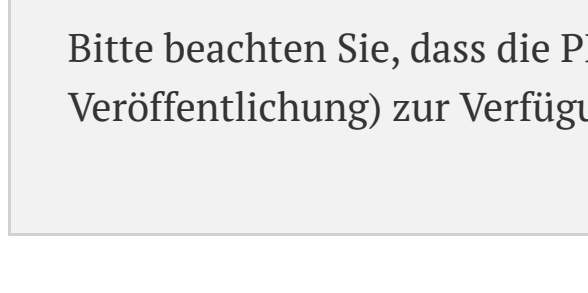 Bitte beachten Sie, dass die
Veröffentlichung) zur